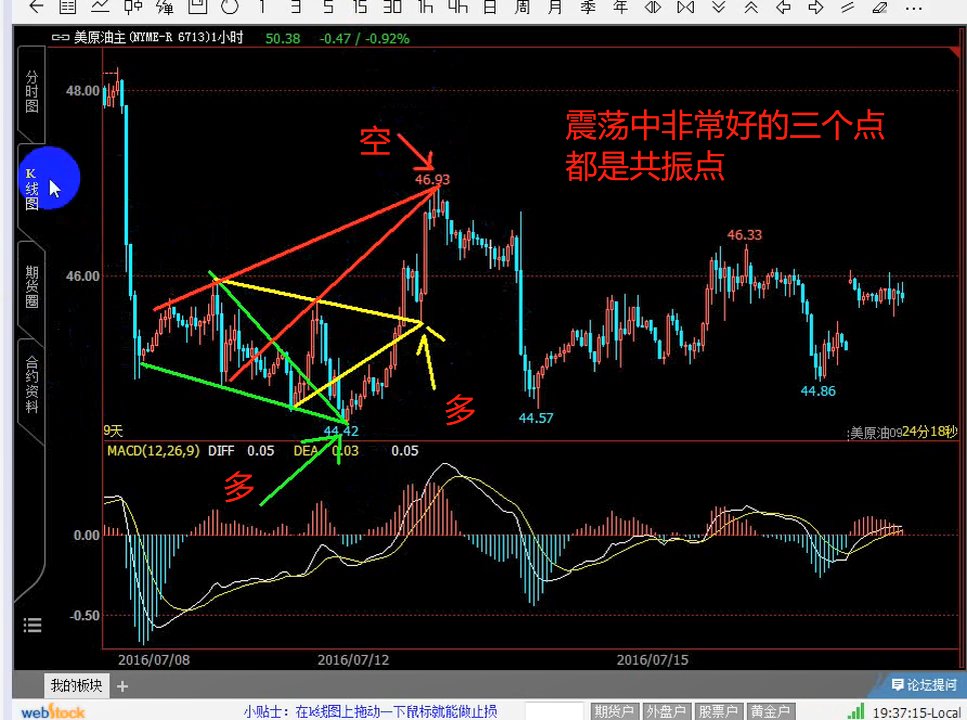 1 3 5 15 30 1h 4h 日 周 月 季 年
美原油主(NYME-R 6713)1小时 50.38 -0.47 / -0.92%
分时图
K线图
期货圈
合约资料
48.00
46.00
震荡中非常好的三个点
都是共振点
空
46.93
46.33
多
44.42
44.57
44.86
多
9天
美原油09
24分18秒
MACD(12,26,9) DIFF 0.05 DEA 0.03 0.05
0.00
-0.50
2016/07/08 2016/07/12 2016/07/15
我的板块 +
论坛提问
webstock
小贴士：在K线图上拖动一下鼠标就能做止损
期货户 外盘户 股票户 黄金户
19:37:15-Local